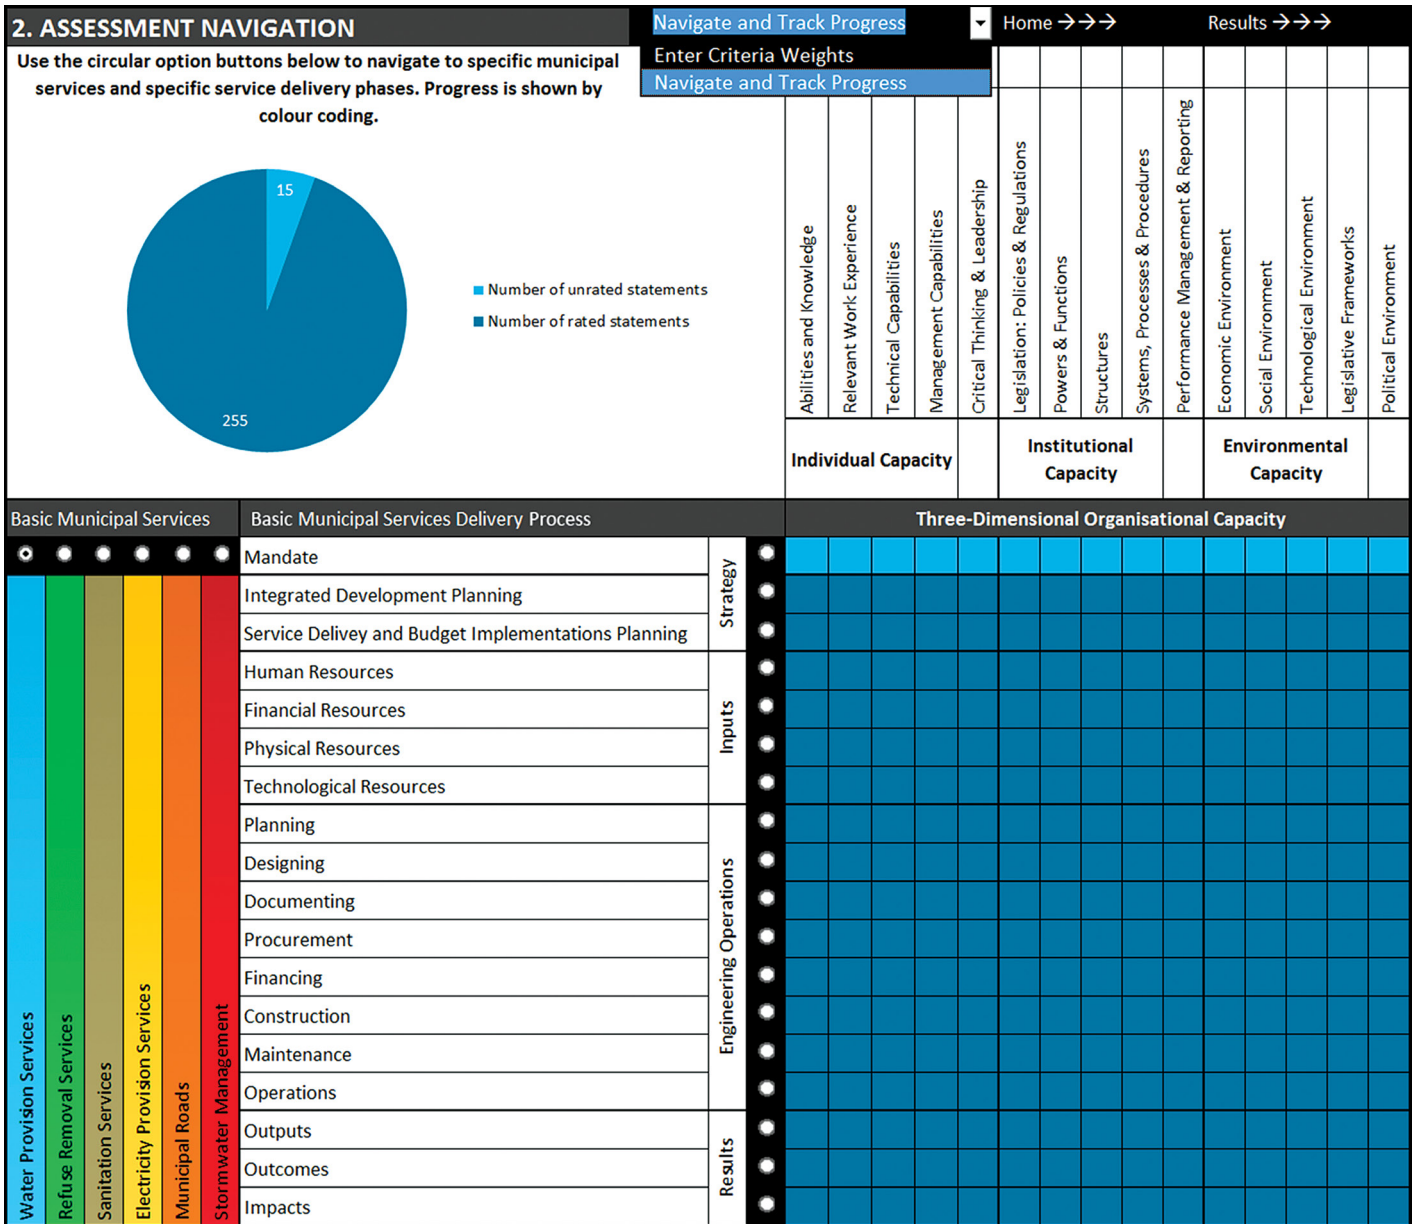 2. ASSESSMENT NAVIGATION
Navigate and Track Progress
Home →→→
Results →→→
Enter Criteria Weights
Navigate and Track Progress
Use the circular option buttons below to navigate to specific municipal
services and specific service delivery phases. Progress is shown by
colour coding.
15
255
Number of unrated statements
Number of rated statements
Abilities and Knowledge
Relevant Work Experience
Technical Capabilities
Management Capabilities
Critical Thinking & Leadership
Legislation: Policies & Regulations
Powers & Functions
Structures
Systems, Processes & Procedures
Performance Management & Reporting
Economic Environment
Social Environment
Technological Environment
Legislative Frameworks
Political Environment
Individual Capacity
Institutional
Capacity
Environmental
Capacity
Basic Municipal Services
Basic Municipal Services Delivery Process
Three-Dimensional Organisational Capacity
Water Provision Services
Refuse Removal Services
Sanitation Services
Electricity Provision Services
Municipal Roads
Stormwater Management
Mandate
Integrated Development Planning
Service Delivey and Budget Implementations Planning
Strategy
Human Resources
Financial Resources
Physical Resources
Technological Resources
Inputs
Planning
Designing
Documenting
Procurement
Financing
Construction
Maintenance
Operations
Engineering Operations
Outputs
Outcomes
Impacts
Results